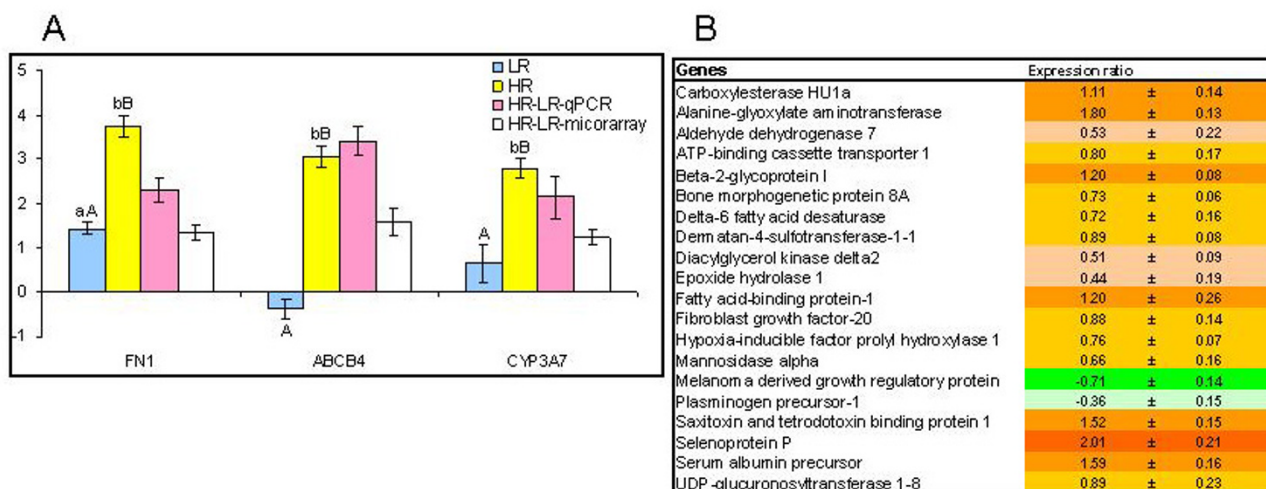 A
5
4
3
2
1
0
-1
LR
HR
HR-LR-qPCR
HR-LR-micorarray
aA
bB
A
bB
A
bB
FN1 ABCB4 CYP3A7
B
Genes Expression ratio
Carboxylesterase HU1a 1.11 ± 0.14
Alanine-glyoxylate aminotransferase 1.80 ± 0.13
Aldehyde dehydrogenase 7 0.53 ± 0.22
ATP-binding cassette transporter 1 0.80 ± 0.17
Beta-2-glycoprotein I 1.20 ± 0.08
Bone morphogenetic protein 8A 0.73 ± 0.06
Delta-6 fatty acid desaturase 0.72 ± 0.16
Dermatan-4-sulfotransferase-1-1 0.89 ± 0.08
Diacylglycerol kinase delta2 0.51 ± 0.09
Epoxide hydrolase 1 0.44 ± 0.19
Fatty acid-binding protein-1 1.20 ± 0.26
Fibroblast growth factor-20 0.88 ± 0.14
Hypoxia-inducible factor prolyl hydroxylase 1 0.76 ± 0.07
Mannosidase alpha 0.66 ± 0.16
Melanoma derived growth regulatory protein -0.71 ± 0.14
Plasminogen precursor-1 -0.36 ± 0.15
Saxitoxin and tetrodotoxin binding protein 1 1.52 ± 0.15
Selenoprotein P 2.01 ± 0.21
Serum albumin precursor 1.59 ± 0.16
UDP-glucuronosyltransferase 1-8 0.89 ± 0.23